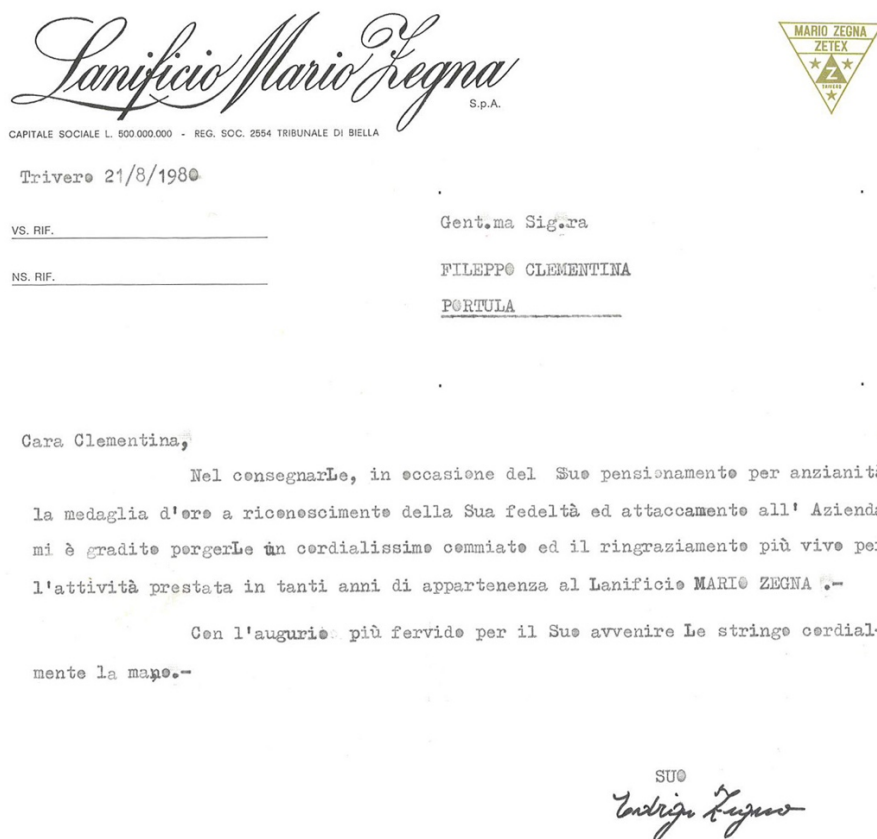 Lanificio Mario Zegna
S.p.A.
MARIO ZEGNA
ZETEX
Z
TRIVERO
CAPITALE SOCIALE L. 500.000.000 - REG. SOC. 2554 TRIBUNALE DI BIELLA
Trivero 21/8/1980
VS. RIF.
NS. RIF.
Gent.ma Sig.ra
FILEPPO CLEMENTINA
PORTULA
Cara Clementina,
Nel consegnarLe, in occasione del Suo pensionamento per anzianità
la medaglia d'oro a riconoscimento della Sua fedeltà ed attaccamento all' Azienda
mi è gradito porgerLe un cordialissimo commiato ed il ringraziamento più vivo per
l'attività prestata in tanti anni di appartenenza al Lanificio MARIO ZEGNA .-
Con l'augurio più fervido per il Suo avvenire Le stringo cordial-
mente la mano.-
SUO
Zegna